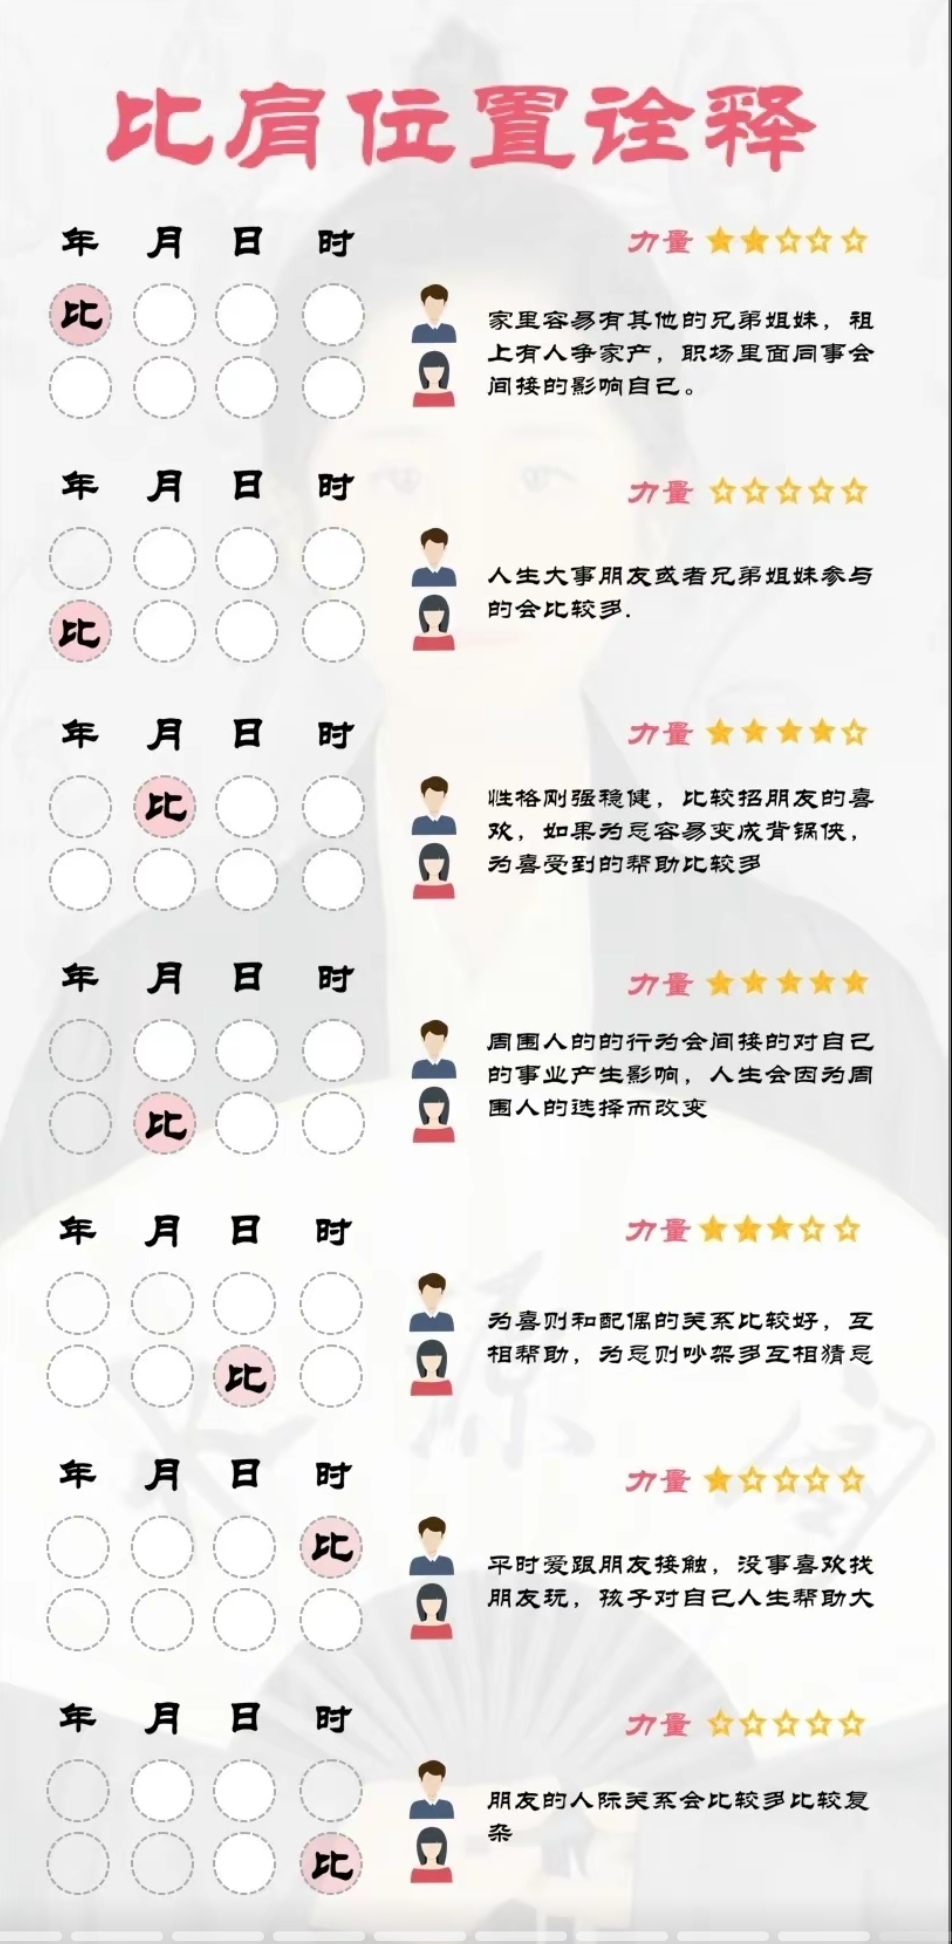 比肩位置诠释
年 月 日 时
力量
比
家里容易有其他的兄弟姐妹，祖
上有人争家产，职场里面同事会
间接的影响自己。
年 月 日 时
力量
人生大事朋友或者兄弟姐妹参与
的会比较多.
比
年 月 日 时
力量
比
性格刚强稳健，比较招朋友的喜
欢，如果为忌容易变成背锅侠，
为喜受到的帮助比较多
年 月 日 时
力量
周围人的的行为会间接的对自己
的事业产生影响，人生会因为周
围人的选择而改变
比
年 月 日 时
力量
为喜则和配偶的关系比较好，互
相帮助，为忌则吵架多互相猜忌
比
年 月 日 时
力量
比
平时爱跟朋友接触，没事喜欢找
朋友玩，孩子对自己人生帮助大
年 月 日 时
力量
朋友的人际关系会比较多比较复
杂
比